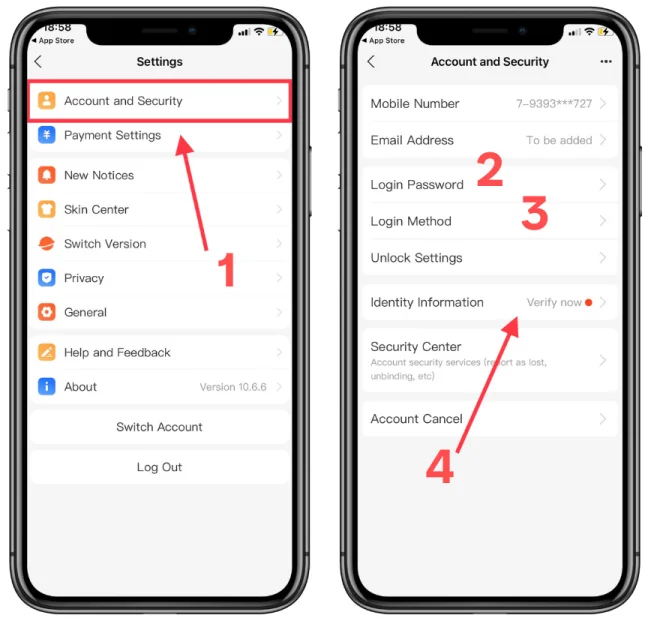 18:58
App Store
Settings
Account and Security
Payment Settings
New Notices
Skin Center
Switch Version
Privacy
General
Help and Feedback
About
Version 10.6.6
Switch Account
Log Out
1
18:58
App Store
Account and Security
Mobile Number
7-9393***727
Email Address
To be added
2
Login Password
3
Login Method
Unlock Settings
Identity Information
Verify now
Security Center
Account security services (report as lost,
unbinding, etc)
Account Cancel
4